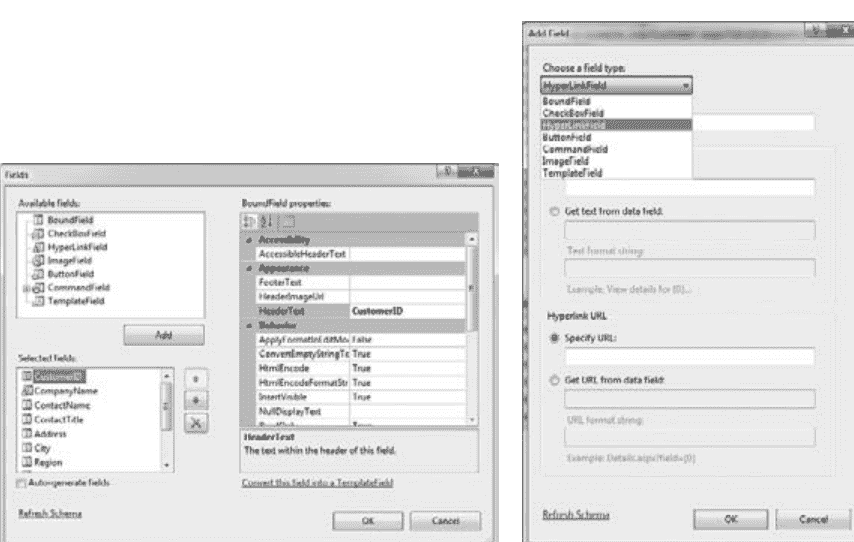 Fields
Available fields:
BoundField
CheckBoxField
HyperLinkField
ImageField
ButtonField
CommandField
TemplateField
Add
Selected fields:
CustomerID
CompanyName
ContactName
ContactTitle
Address
City
Region
Auto-generate fields
Refresh Schema
BoundField properties:
Accessibility
AccessibleHeaderText
Appearance
FooterText
HeaderImageUrl
HeaderText CustomerID
Behavior
ApplyFormatInEditMo False
ConvertEmptyStringTo True
HtmlEncode True
HtmlEncodeFormatStr True
InsertVisible True
NullDisplayText
HeaderText
The text within the header of this field.
Convert this field into a TemplateField
OK Cancel
Add Field
Choose a field type:
HyperLinkField
BoundField
CheckBoxField
HyperLinkField
ButtonField
CommandField
ImageField
TemplateField
Get text from data field:
Text format string:
Example: View details for {0}...
Hyperlink URL
Specify URL:
Get URL from data field:
URL format string:
Example: Details.aspx?field={0}
Refresh Schema
OK Cancel